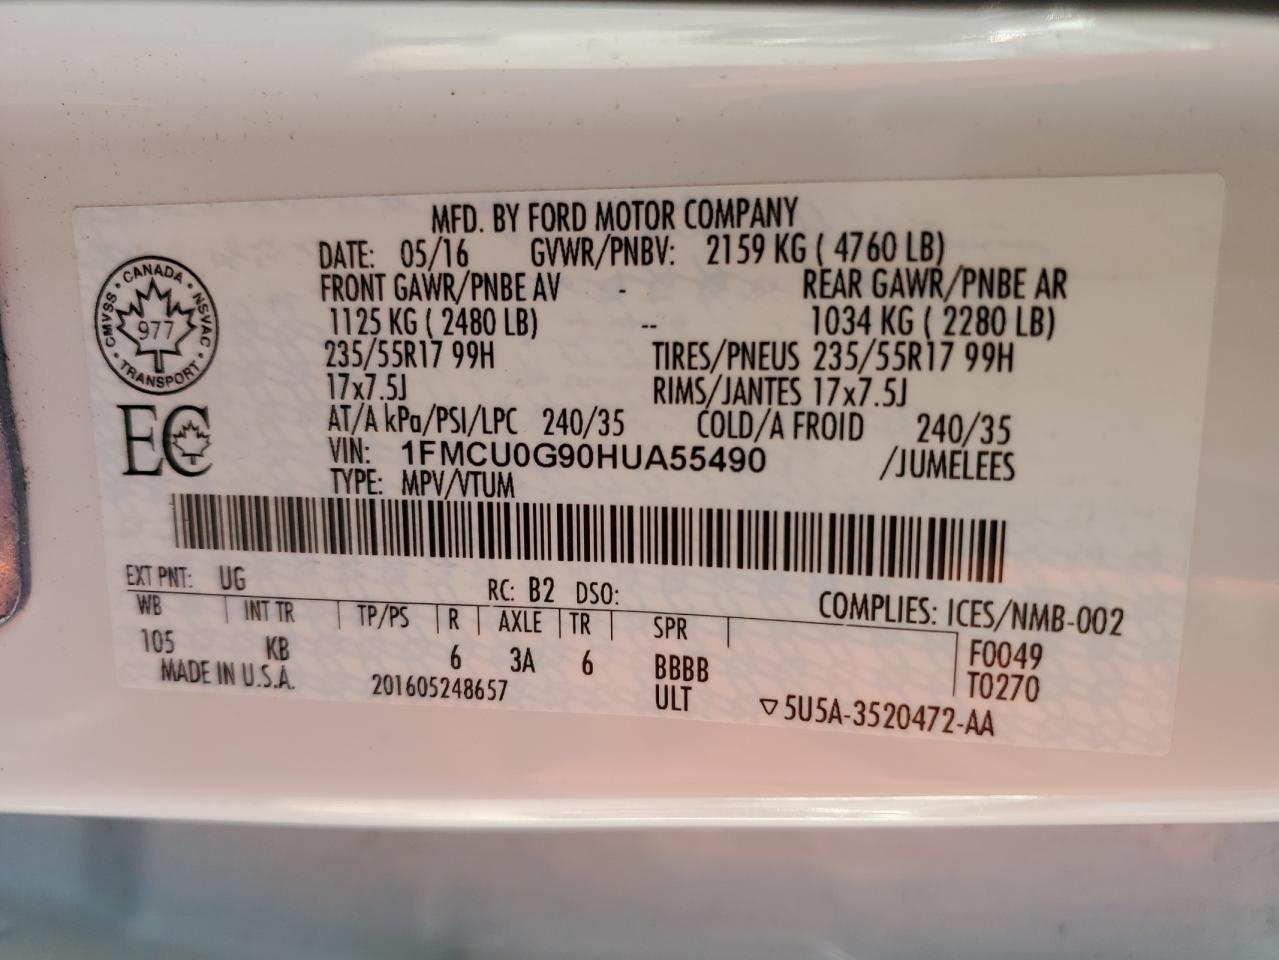 MFD. BY FORD MOTOR COMPANY
DATE: 05/16 GVWR/PNBV: 2159 KG ( 4760 LB)
FRONT GAWR/PNBE AV - REAR GAWR/PNBE AR
1125 KG ( 2480 LB) -- 1034 KG ( 2280 LB)
235/55R17 99H TIRES/PNEUS 235/55R17 99H
17x7.5J RIMS/JANTES 17x7.5J
AT/A kPa/PSI/LPC 240/35 COLD/A FROID 240/35
VIN: 1FMCU0G90HUA55490 /JUMELEES
TYPE: MPV/VTUM
CANADA
CMVSS NSVAC
977
TRANSPORT
EC
EXT PNT: UG RC: B2 DSO: COMPLIES: ICES/NMB-002
WB INT TR TP/PS R AXLE TR SPR F0049
105 KB 6 3A 6 BBBB T0270
MADE IN U.S.A. 201605248657 ULT ▽5U5A-3520472-AA